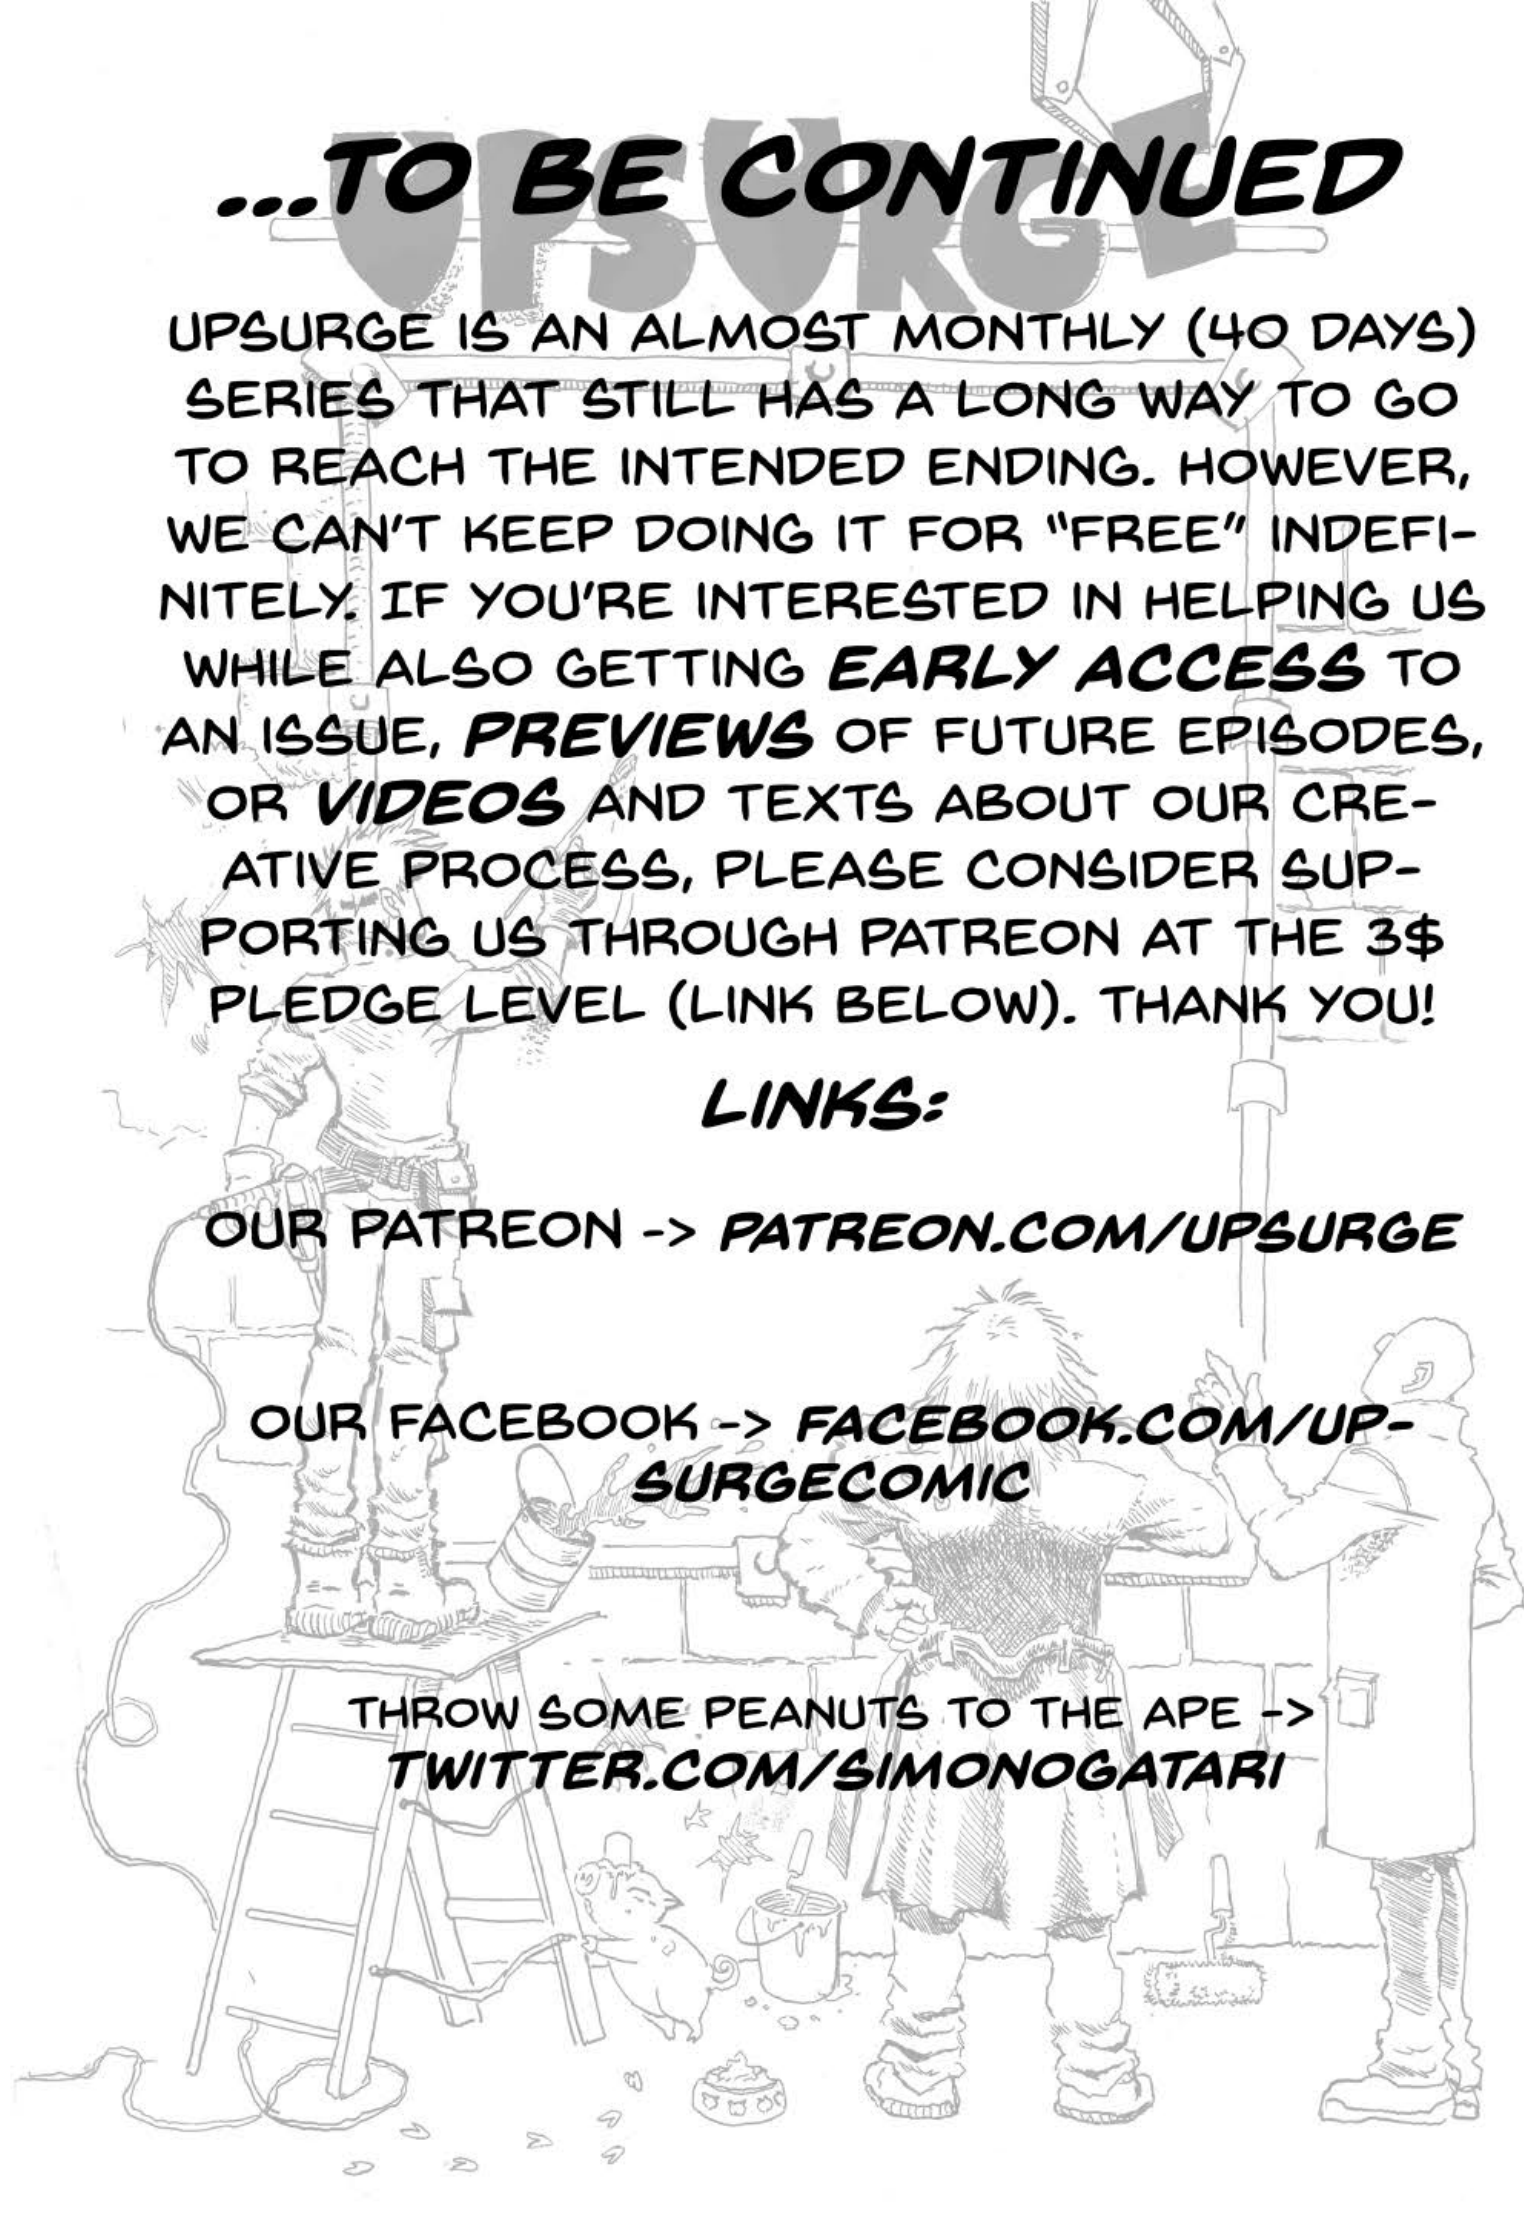 UPSURGE
...TO BE CONTINUED
UPSURGE IS AN ALMOST MONTHLY (40 DAYS)
SERIES THAT STILL HAS A LONG WAY TO GO
TO REACH THE INTENDED ENDING. HOWEVER,
WE CAN'T KEEP DOING IT FOR "FREE" INDEFI-
NITELY. IF YOU'RE INTERESTED IN HELPING US
WHILE ALSO GETTING EARLY ACCESS TO
AN ISSUE, PREVIEWS OF FUTURE EPISODES,
OR VIDEOS AND TEXTS ABOUT OUR CRE-
ATIVE PROCESS, PLEASE CONSIDER SUP-
PORTING US THROUGH PATREON AT THE 3$
PLEDGE LEVEL (LINK BELOW). THANK YOU!
LINKS:
OUR PATREON -> PATREON.COM/UPSURGE
OUR FACEBOOK -> FACEBOOK.COM/UP-
SURGECOMIC
THROW SOME PEANUTS TO THE APE ->
TWITTER.COM/SIMONOGATARI